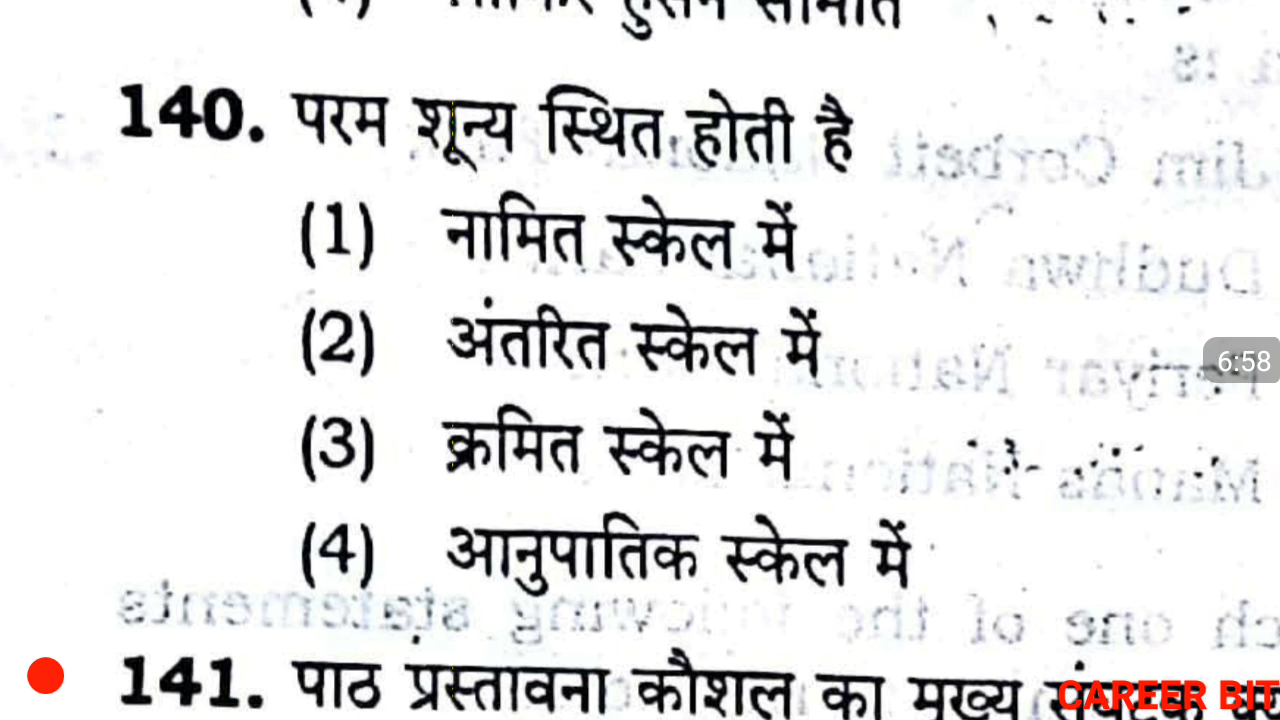 140. परम शून्य स्थित होती है
(1) नामित स्केल में
(2) अंतरित स्केल में
6:58
(3) क्रमित स्केल में
(4) आनुपातिक स्केल में
141. पाठ प्रस्तावना कौशल का मुख्य
CAREER BIT